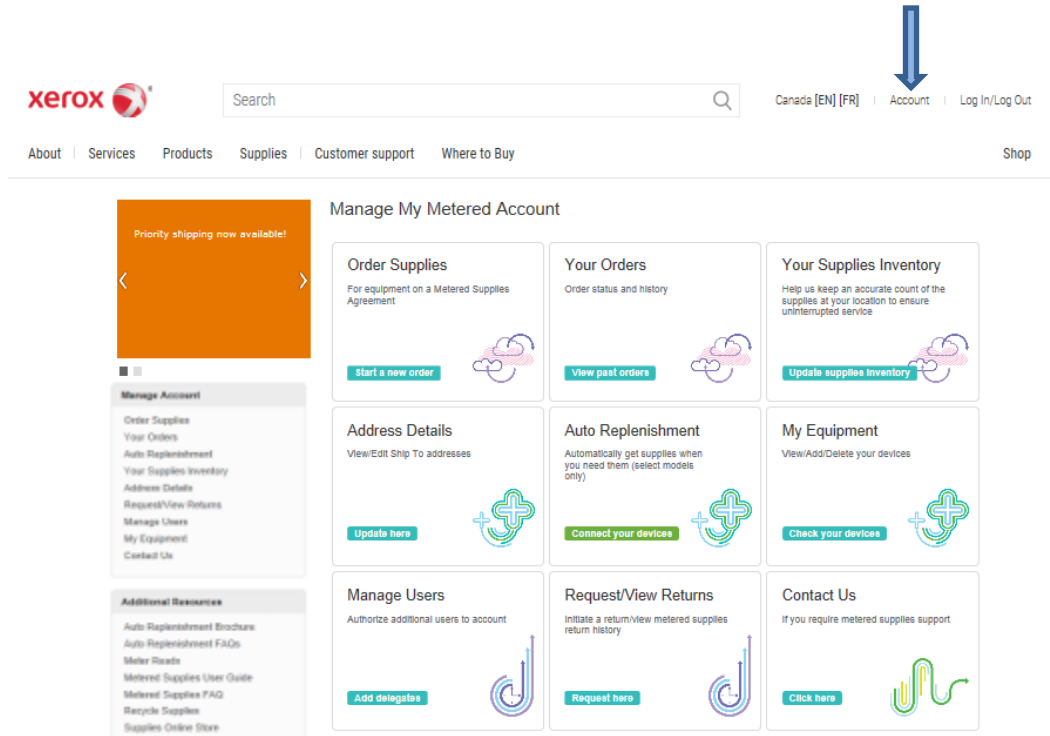 xerox
Search
Canada [EN] [FR] Account Log In/Log Out
About Services Products Supplies Customer support Where to Buy Shop
Priority shipping now available!
Manage Account
Order Supplies
Your Orders
Auto Replenishment
Your Supplies Inventory
Address Details
Request/View Returns
Manage Users
My Equipment
Contact Us
Additional Resources
Auto Replenishment Brochure
Auto Replenishment FAQs
Meter Reads
Metered Supplies User Guide
Metered Supplies FAQ
Recycle Supplies
Supplies Online Store
Manage My Metered Account
Order Supplies
For equipment on a Metered Supplies
Agreement
Start a new order
Your Orders
Order status and history
View past orders
Your Supplies Inventory
Help us keep an accurate count of the
supplies at your location to ensure
uninterrupted service
Update supplies Inventory
Address Details
View/Edit Ship To addresses
Update here
Auto Replenishment
Automatically get supplies when
you need them (select models
only)
Connect your devices
My Equipment
View/Add/Delete your devices
Check your devices
Manage Users
Authorize additional users to account
Add delegates
Request/View Returns
Initiate a return/view metered supplies
return history
Request here
Contact Us
If you require metered supplies support
Click here